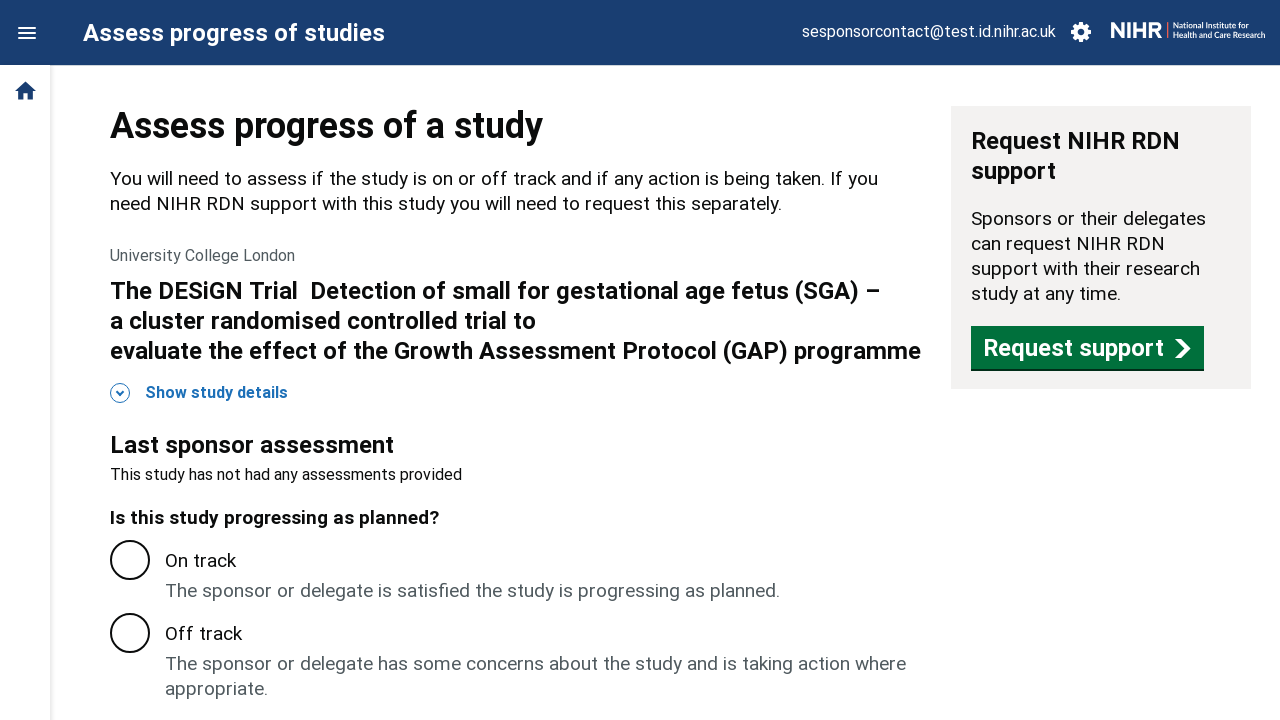 Assess progress of studies
sesponsorcontact@test.id.nihr.ac.uk
NIHR | National Institute for
Health and Care Research
Assess progress of a study
You will need to assess if the study is on or off track and if any action is being taken. If you
need NIHR RDN support with this study you will need to request this separately.
University College London
The DESiGN Trial  Detection of small for gestational age fetus (SGA) –
a cluster randomised controlled trial to
evaluate the effect of the Growth Assessment Protocol (GAP) programme
Show study details
Last sponsor assessment
This study has not had any assessments provided
Is this study progressing as planned?
On track
The sponsor or delegate is satisfied the study is progressing as planned.
Off track
The sponsor or delegate has some concerns about the study and is taking action where
appropriate.
Request NIHR RDN
support
Sponsors or their delegates
can request NIHR RDN
support with their research
study at any time.
Request support